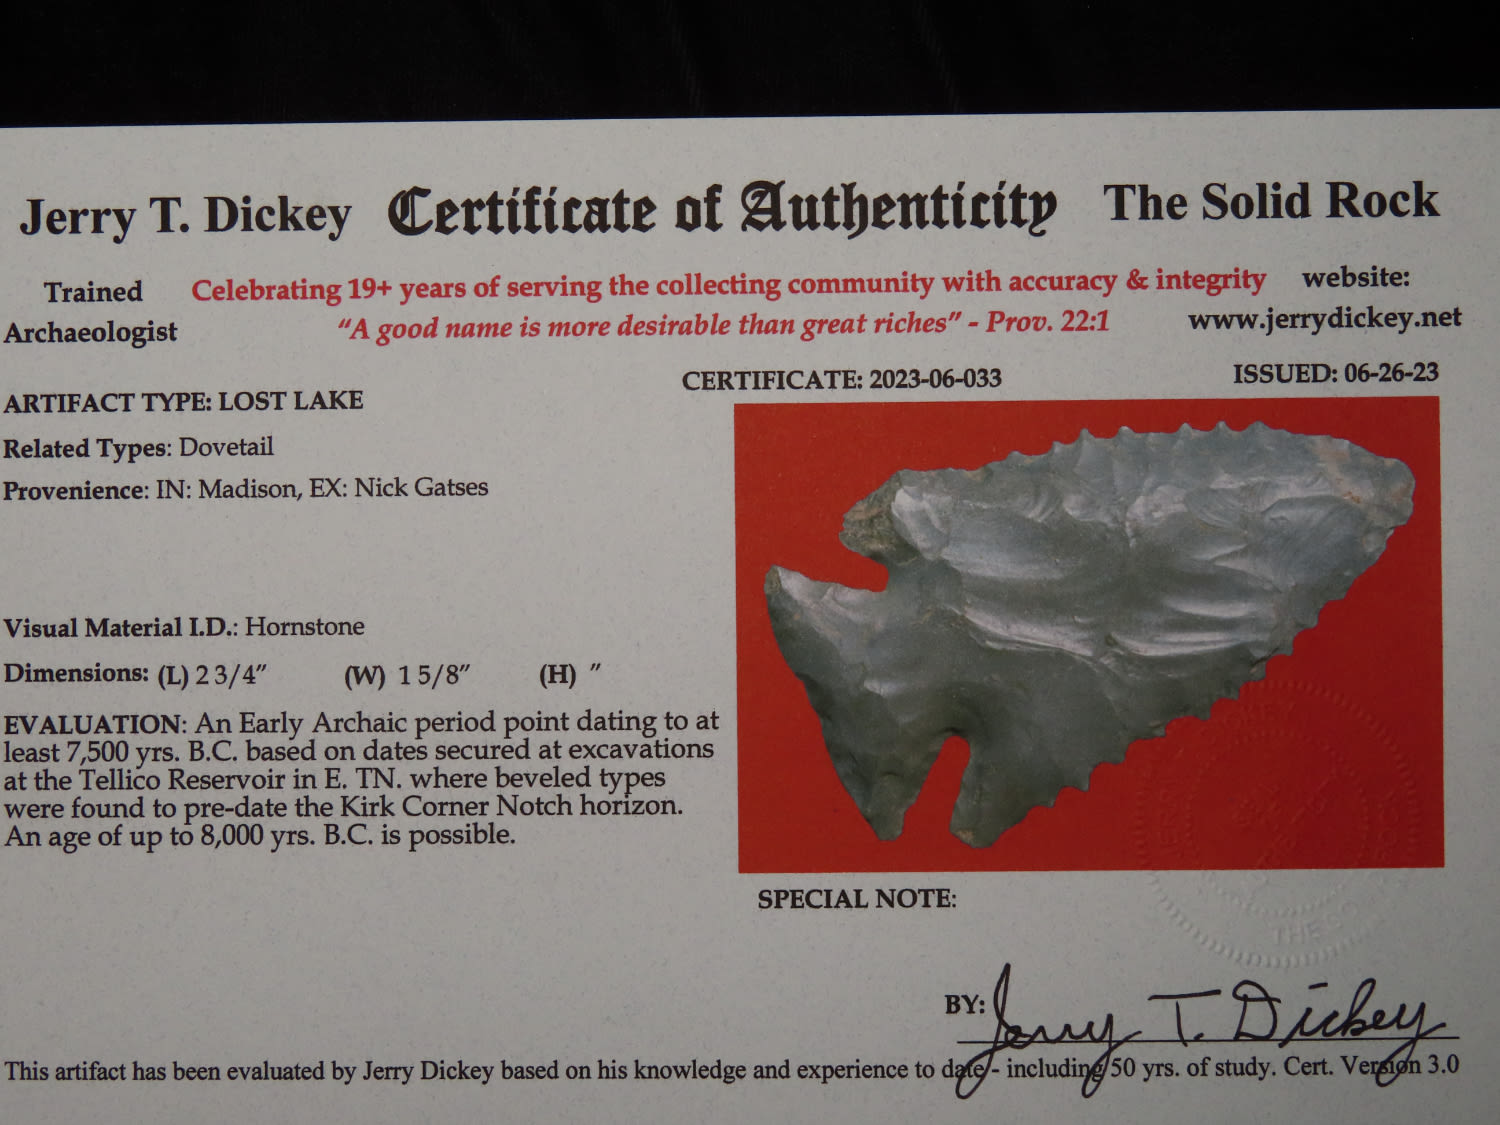 Jerry T. Dickey Certificate of Authenticity The Solid Rock
Trained Archaeologist
Celebrating 19+ years of serving the collecting community with accuracy & integrity
"A good name is more desirable than great riches" - Prov. 22:1
website:
www.jerrydickey.net
CERTIFICATE: 2023-06-033
ISSUED: 06-26-23
ARTIFACT TYPE: LOST LAKE
Related Types: Dovetail
Provenience: IN: Madison, EX: Nick Gatses
Visual Material I.D.: Hornstone
Dimensions: (L) 2 3/4" (W) 1 5/8" (H) "
EVALUATION: An Early Archaic period point dating to at
least 7,500 yrs. B.C. based on dates secured at excavations
at the Tellico Reservoir in E. TN. where beveled types
were found to pre-date the Kirk Corner Notch horizon.
An age of up to 8,000 yrs. B.C. is possible.
SPECIAL NOTE:
BY: Jerry T. Dickey
This artifact has been evaluated by Jerry Dickey based on his knowledge and experience to date - including 50 yrs. of study. Cert. Version 3.0